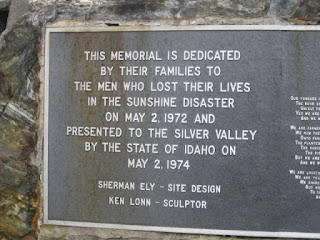 THIS MEMORIAL IS DEDICATED
BY THEIR FAMILIES TO
THE MEN WHO LOST THEIR LIVES
IN THE SUNSHINE DISASTER
ON MAY 2, 1972 AND
PRESENTED TO THE SILVER VALLEY
BY THE STATE OF IDAHO ON
MAY 2, 1974
SHERMAN ELY - SITE DESIGN
KEN LONN - SCULPTOR